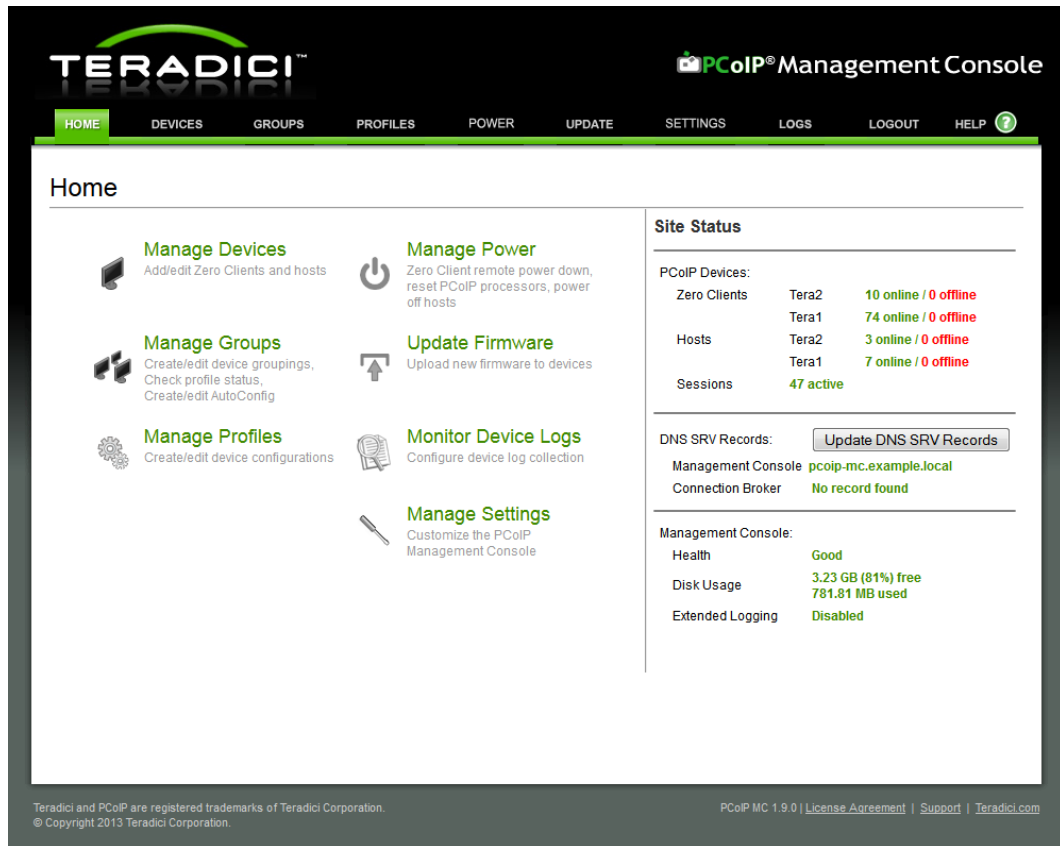 TERADICI™
PCoIP® Management Console
HOME DEVICES GROUPS PROFILES POWER UPDATE SETTINGS LOGS LOGOUT HELP ?
Home
Manage Devices
Add/edit Zero Clients and hosts
Manage Groups
Create/edit device groupings,
Check profile status,
Create/edit AutoConfig
Manage Profiles
Create/edit device configurations
Manage Power
Zero Client remote power down,
reset PCoIP processors, power
off hosts
Update Firmware
Upload new firmware to devices
Monitor Device Logs
Configure device log collection
Manage Settings
Customize the PCoIP
Management Console
Site Status
PCoIP Devices:
Zero Clients Tera2 10 online / 0 offline
Tera1 74 online / 0 offline
Hosts Tera2 3 online / 0 offline
Tera1 7 online / 0 offline
Sessions 47 active
DNS SRV Records: Update DNS SRV Records
Management Console pcoip-mc.example.local
Connection Broker No record found
Management Console:
Health Good
Disk Usage 3.23 GB (81%) free
781.81 MB used
Extended Logging Disabled
Teradici and PCoIP are registered trademarks of Teradici Corporation.
© Copyright 2013 Teradici Corporation.
PCoIP MC 1.9.0 | License Agreement | Support | Teradici.com